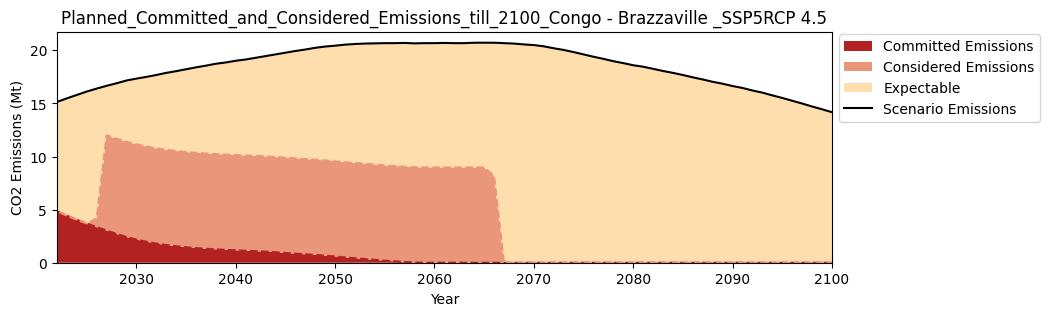 Planned_Committed_and_Considered_Emissions_till_2100_Congo - Brazzaville _SSP5RCP 4.5
Committed Emissions
Considered Emissions
Expectable
Scenario Emissions
CO2 Emissions (Mt)
20
15
10
5
0
2030 2040 2050 2060 2070 2080 2090 2100
Year